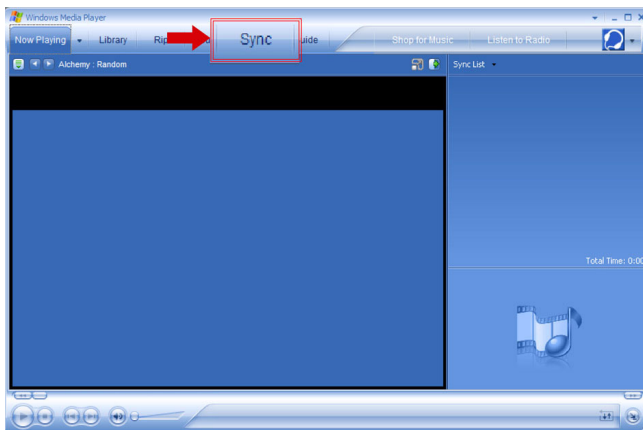 Windows Media Player
Now Playing Library Rip Sync uide Shop for Music Listen to Radio
Alchemy : Random Sync List
Total Time: 0:00